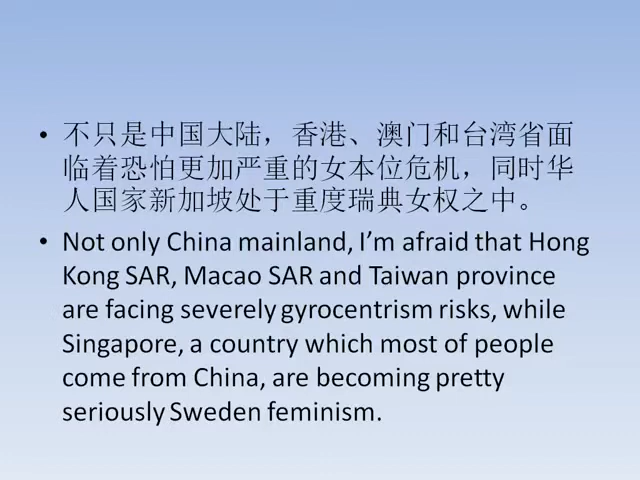 • 不只是中国大陆，香港、澳门和台湾省面
临着恐怕更加严重的女本位危机，同时华
人国家新加坡处于重度瑞典女权之中。
• Not only China mainland, I’m afraid that Hong
Kong SAR, Macao SAR and Taiwan province
are facing severely gyrocentrism risks, while
Singapore, a country which most of people
come from China, are becoming pretty
seriously Sweden feminism.